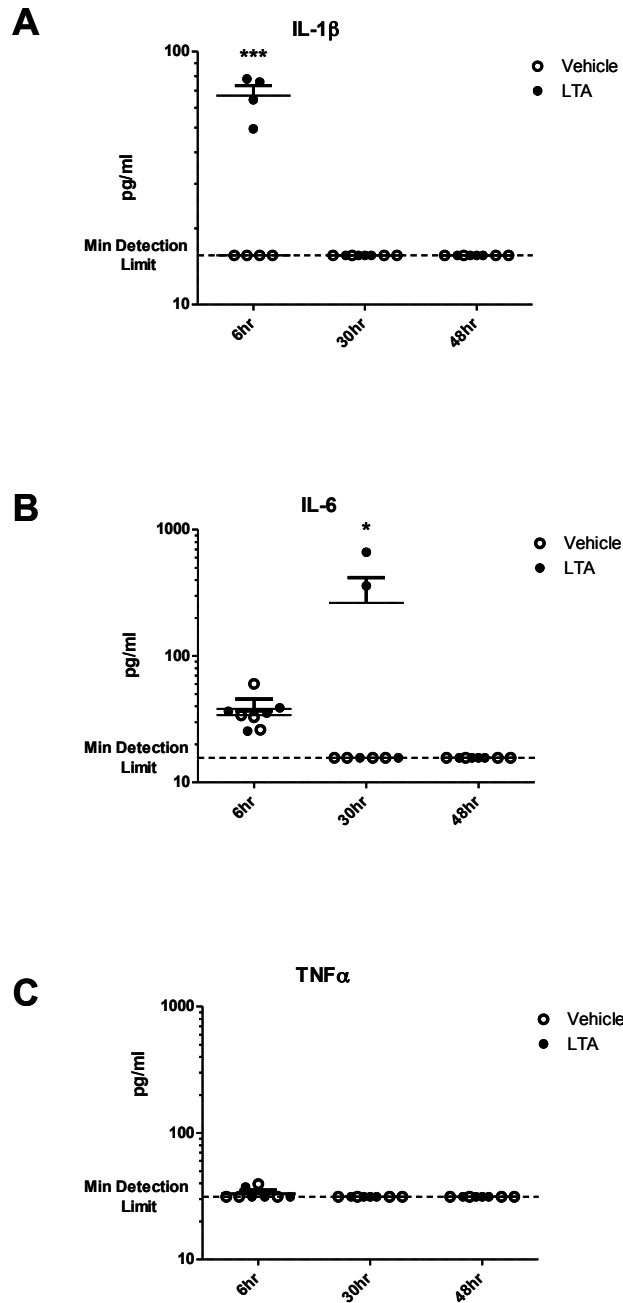 A
IL-1β
100
***
Vehicle
LTA
pg/ml
Min Detection
Limit
10
6hr
30hr
48hr
B
IL-6
1000
*
Vehicle
LTA
pg/ml
100
Min Detection
Limit
10
6hr
30hr
48hr
C
TNFα
1000
Vehicle
LTA
pg/ml
100
Min Detection
Limit
10
6hr
30hr
48hr